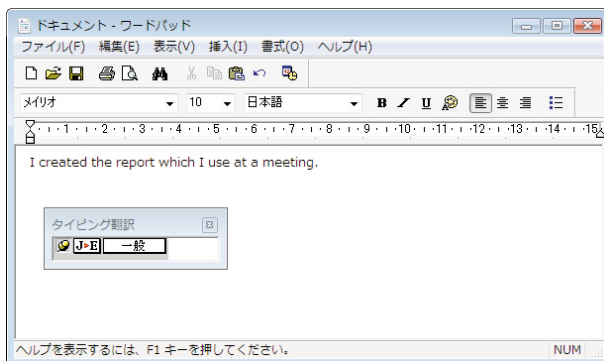 ドキュメント - ワードパッド
ファイル(F) 編集(E) 表示(V) 挿入(I) 書式(O) ヘルプ(H)
メイリオ 10 日本語 B I U
1 2 3 4 5 6 7 8 9 10 11 12 13 14 15
I created the report which I use at a meeting.
タイピング翻訳
J▸E 一般
ヘルプを表示するには、F1 キーを押してください。 NUM